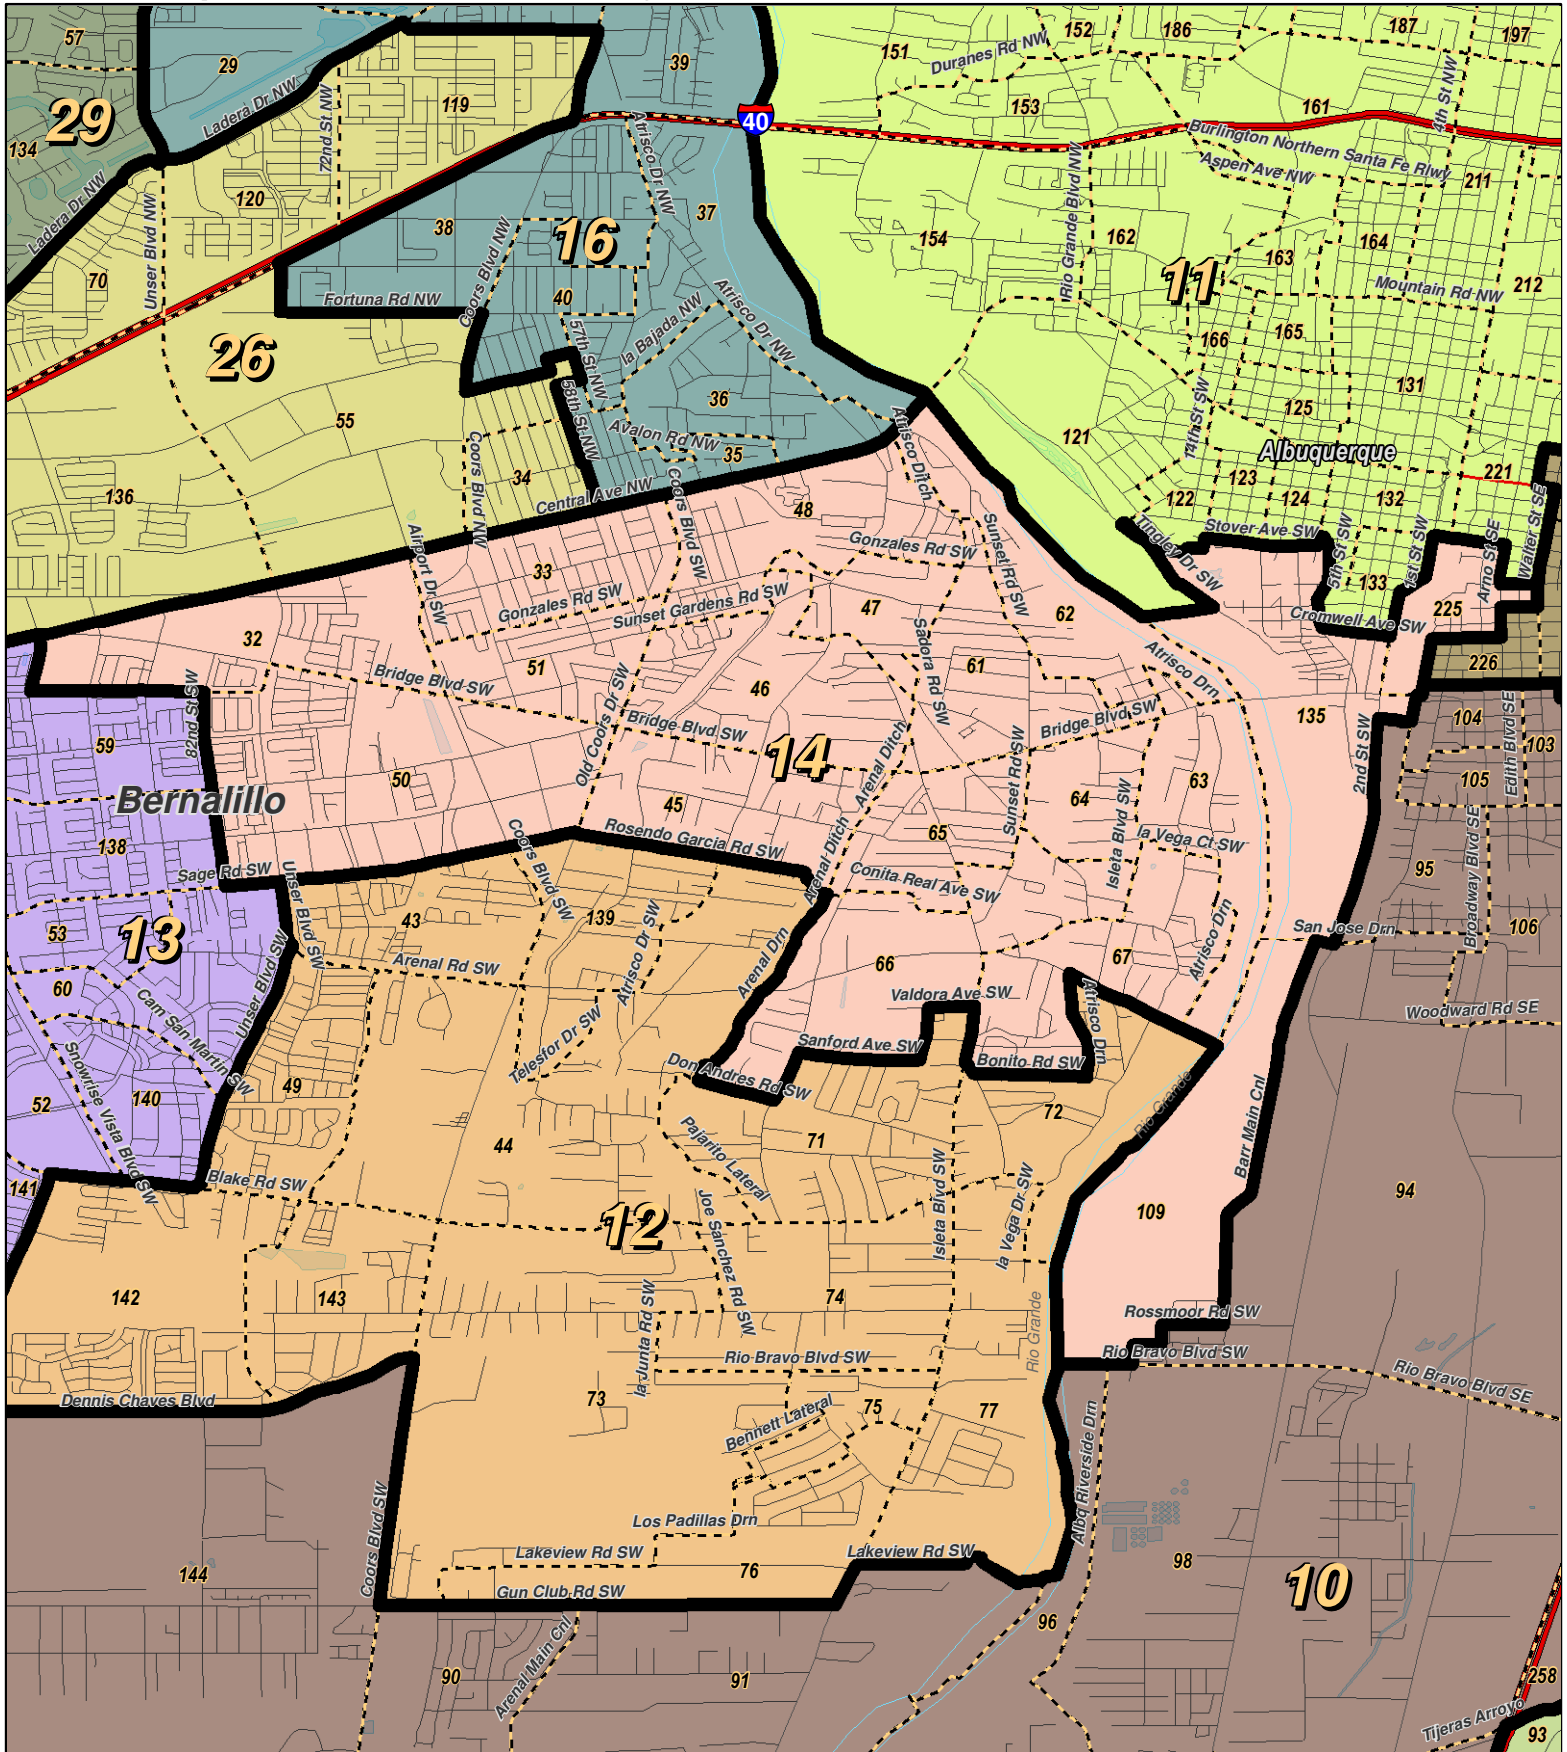 57
29
Ladera Dr NW
29
134
Ladera Dr NW
72nd St NW
119
120
70
Unser Blvd NW
39
40
Atrisco Dr NW
37
38
16
Coors Blvd NW
Fortuna Rd NW
40
57th St NW
la Bajada NW
Atrisco Dr NW
36
58th St NW
Avalon Rd NW
35
26
55
136
Coors Blvd NW
34
Central Ave NW
151
Duranes Rd NW
152
186
187
197
153
161
4th St NW
Burlington Northern Santa Fe Rlwy
Aspen Ave NW
211
Rio Grande Blvd NW
154
162
163
164
11
Mountain Rd NW
212
165
166
131
125
14th St SW
121
Albuquerque
123
124
122
132
221
Walter St SE
Tingley Dr SW
Stover Ave SW
5th St SW
133
1st St SW
Arno St SE
225
Cromwell Ave SW
226
Atrisco Ditch
48
Coors Blvd SW
Airport Dr SW
33
Gonzales Rd SW
Gonzales Rd SW
Sunset Gardens Rd SW
Sunset Rd SW
47
62
32
51
Bridge Blvd SW
82nd St SW
46
Sadora Rd SW
61
Atrisco Drn
Old Coors Dr SW
Bridge Blvd SW
Bridge Blvd SW
135
14
Arenal Ditch
Sunset Rd SW
2nd St SW
104
Edith Blvd SE
103
105
59
Bernalillo
50
45
64
63
Isleta Blvd SW
la Vega Ct SW
65
Rosendo Garcia Rd SW
Arenal Ditch
Conita Real Ave SW
138
Sage Rd SW
Unser Blvd SW
Coors Blvd SW
95
Broadway Blvd SE
106
San Jose Drn
53
13
43
139
Atrisco Dr SW
Arenal Rd SW
Arenal Drn
66
67
Atrisco Drn
60
Cam San Martin SW
Unser Blvd SW
Valdora Ave SW
Atrisco Drn
Woodward Rd SE
Snowrise Vista Blvd SW
Telesfor Dr SW
Sanford Ave SW
Bonito Rd SW
Don Andres Rd SW
49
52
140
44
71
72
Rio Grande
Barr Main Cnl
Pajarito Lateral
141
Blake Rd SW
Isleta Blvd SW
la Vega Dr SW
94
109
12
Joe Sanchez Rd SW
142
143
74
la Junta Rd SW
Rio Grande
Rossmoor Rd SW
Rio Bravo Blvd SW
Rio Bravo Blvd SW
Rio Bravo Blvd SE
Dennis Chaves Blvd
73
75
77
Bennett Lateral
Albq Riverside Drn
Coors Blvd SW
Los Padillas Drn
Lakeview Rd SW
Lakeview Rd SW
76
Gun Club Rd SW
144
98
10
96
90
Arenal Main Cnl
91
258
Tijeras Arroyo
93